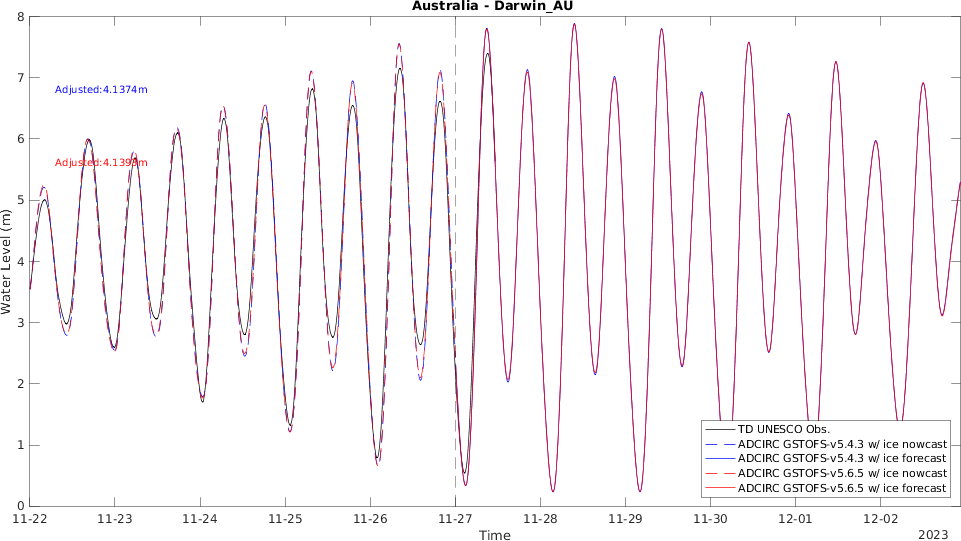 Australia - Darwin_AU
8
7
6
5
4
3
2
1
0
Water Level (m)
Adjusted:4.1374m
Adjusted:4.1393m
TD UNESCO Obs.
ADCIRC GSTOFS-v5.4.3 w/ ice nowcast
ADCIRC GSTOFS-v5.4.3 w/ ice forecast
ADCIRC GSTOFS-v5.6.5 w/ ice nowcast
ADCIRC GSTOFS-v5.6.5 w/ ice forecast
11-22 11-23 11-24 11-25 11-26 11-27 11-28 11-29 11-30 12-01 12-02
Time
2023